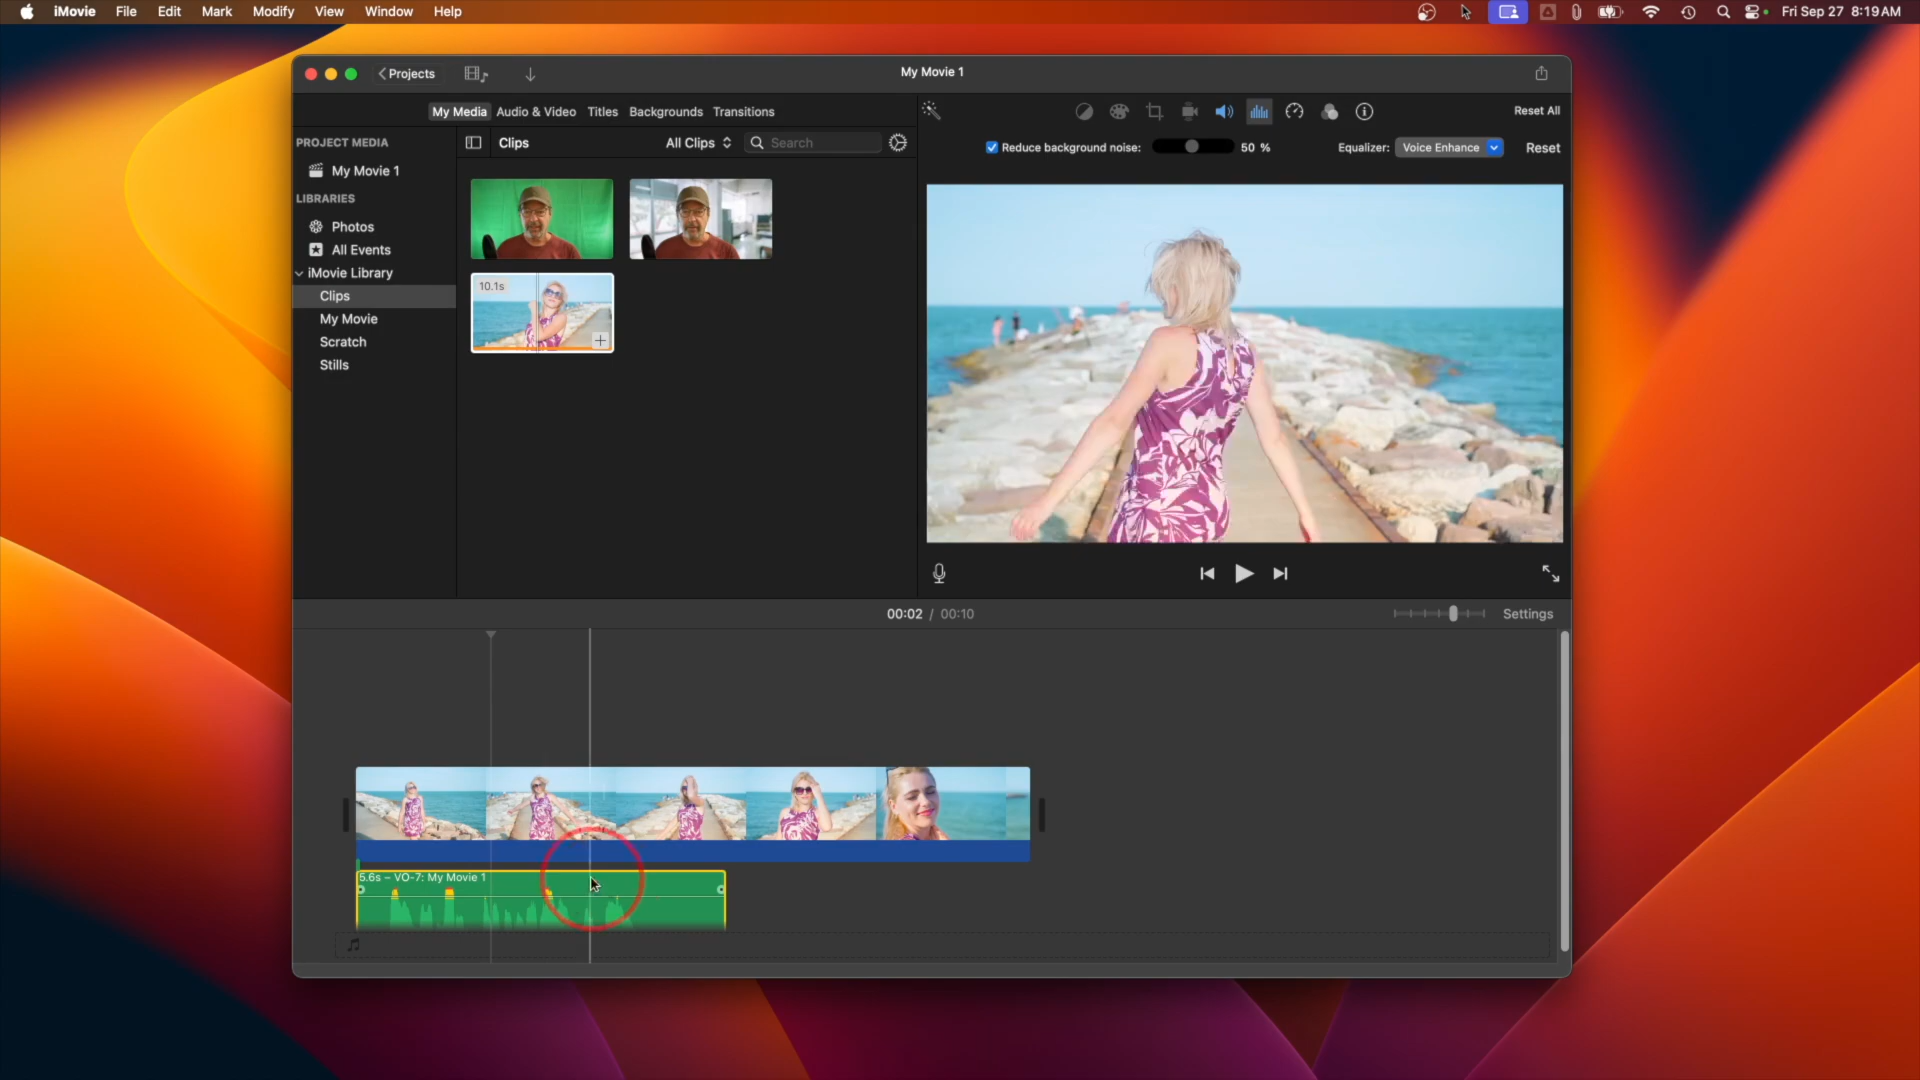 iMovie File Edit Mark Modify View Window Help Fri Sep 27 8:19 AM
Projects My Movie 1
My Media Audio & Video Titles Backgrounds Transitions Reset All
PROJECT MEDIA Clips All Clips Search Reduce background noise: 50 % Equalizer: Voice Enhance Reset
My Movie 1
LIBRARIES
Photos
All Events
iMovie Library
Clips
My Movie
Scratch
Stills
10.1s
00:02 / 00:10 Settings
5.6s – VO-7: My Movie 1